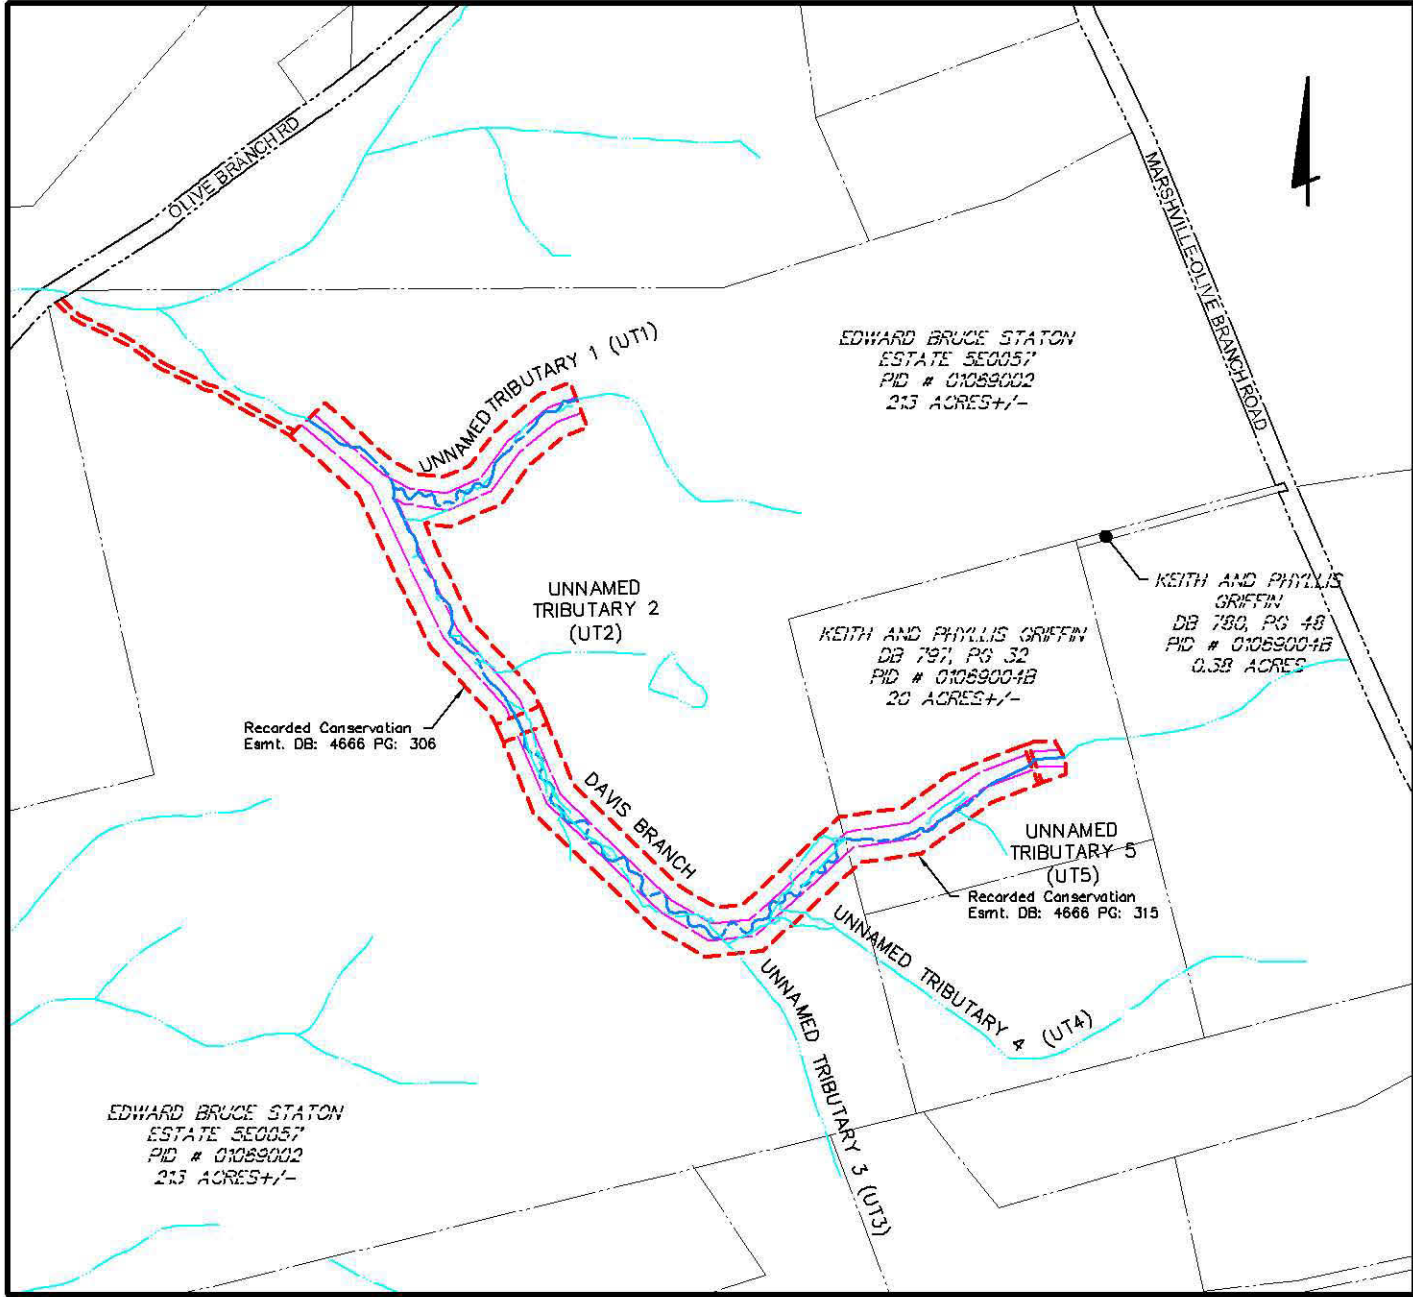 OLIVE BRANCH RD
MARSHVILLE-OLIVE BRANCH ROAD
UNNAMED TRIBUTARY 1 (UT1)
EDWARD BRUCE STATON
ESTATE 5E0057
PID # 01069002
213 ACRES+/-
UNNAMED
TRIBUTARY 2
(UT2)
KEITH AND PHYLLIS
GRIFFIN
DB 780, PG 48
PID # 01069004B
0.38 ACRES
KEITH AND PHYLLIS GRIFFIN
DB 797, PG 32
PID # 01069004B
20 ACRES+/-
Recorded Conservation
Esmt. DB: 4666 PG: 306
DAVIS BRANCH
UNNAMED
TRIBUTARY 5
(UT5)
Recorded Conservation
Esmt. DB: 4666 PG: 315
UNNAMED TRIBUTARY 4 (UT4)
UNNAMED TRIBUTARY 3 (UT3)
EDWARD BRUCE STATON
ESTATE 5E0057
PID # 01069002
213 ACRES+/-